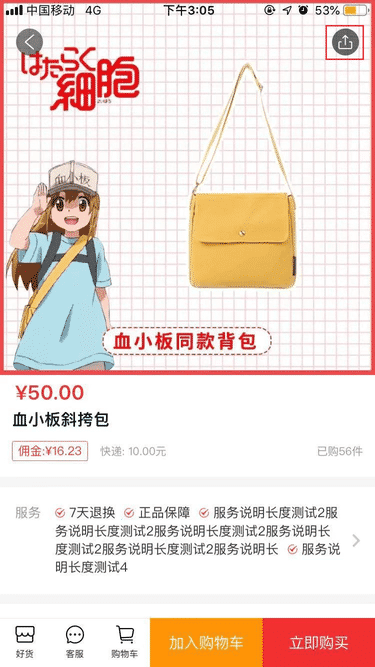 中国移动 4G 下午3:05 53%
はたらく
細胞
さいぼう
血小板
血小板同款背包
¥50.00
血小板斜挎包
佣金:¥16.23 快递: 10.00元 已购56件
服务 7天退换 正品保障 服务说明长度测试2服
务说明长度测试2服务说明长度测试2服务说明长
度测试2服务说明长度测试2服务说明长 服务说
明长度测试4
好货 客服 购物车 加入购物车 立即购买